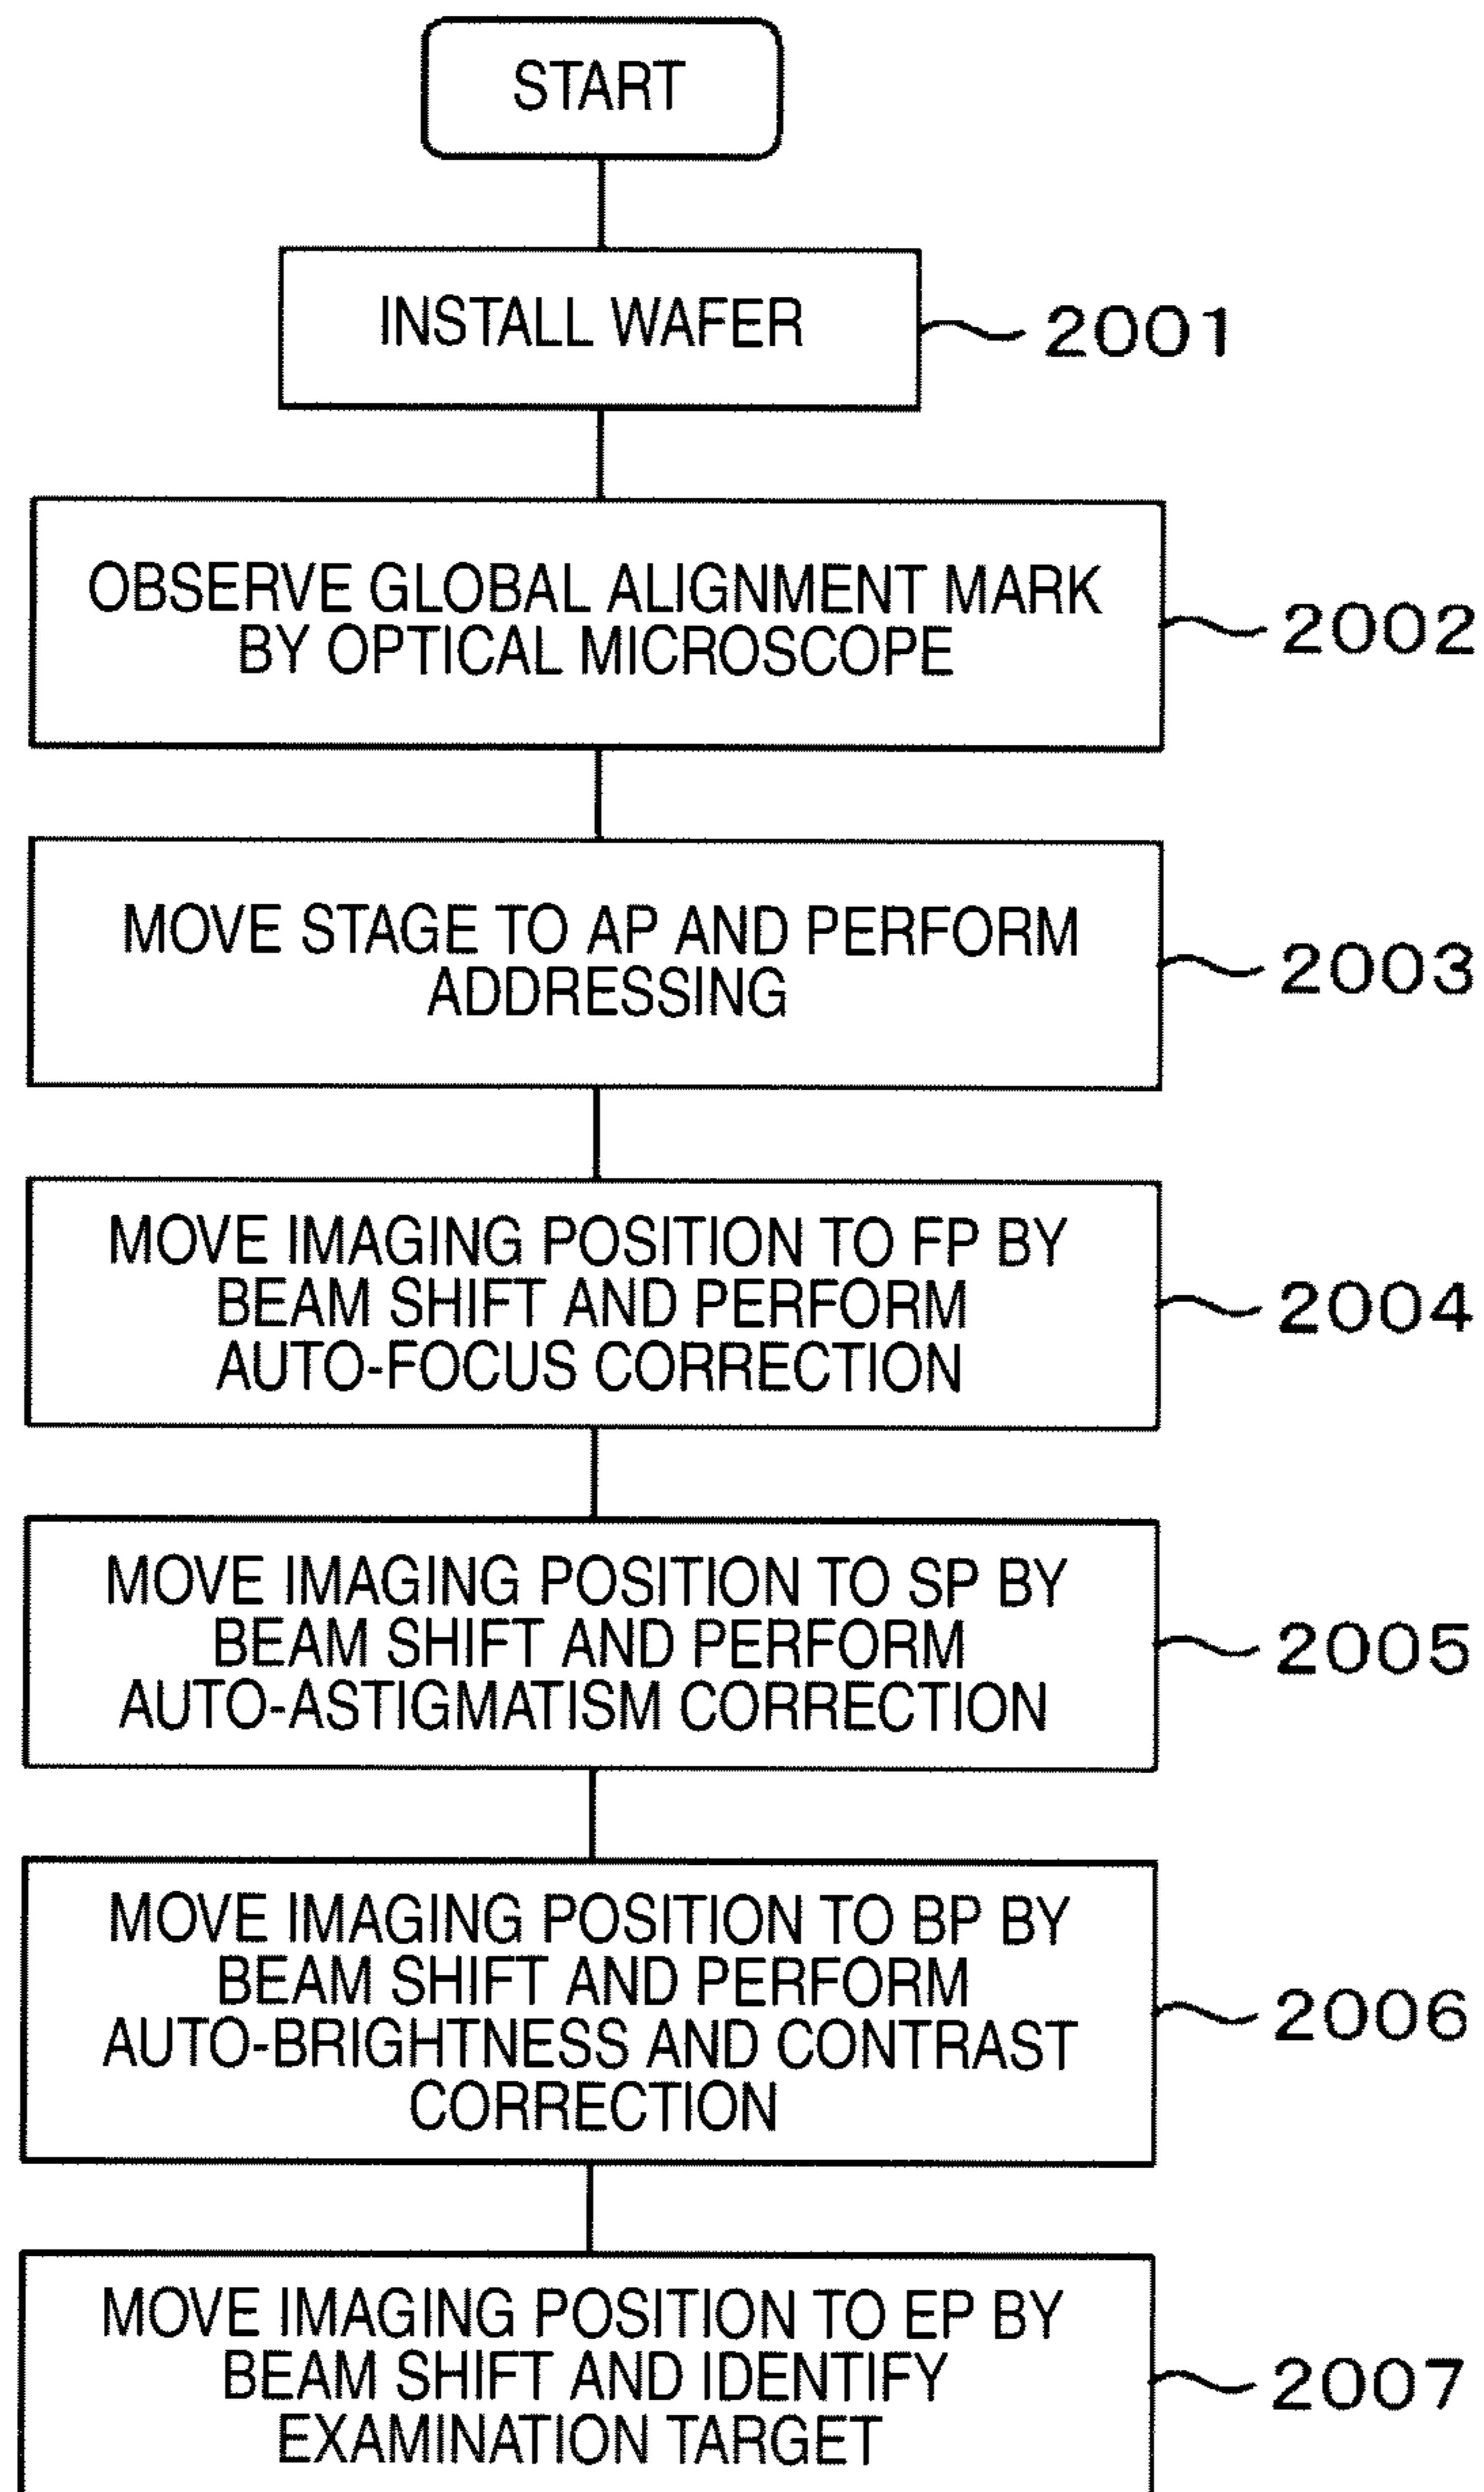 START
INSTALL WAFER
2001
OBSERVE GLOBAL ALIGNMENT MARK
BY OPTICAL MICROSCOPE
2002
MOVE STAGE TO AP AND PERFORM
ADDRESSING
2003
MOVE IMAGING POSITION TO FP BY
BEAM SHIFT AND PERFORM
AUTO-FOCUS CORRECTION
2004
MOVE IMAGING POSITION TO SP BY
BEAM SHIFT AND PERFORM
AUTO-ASTIGMATISM CORRECTION
2005
MOVE IMAGING POSITION TO BP BY
BEAM SHIFT AND PERFORM
AUTO-BRIGHTNESS AND CONTRAST
CORRECTION
2006
MOVE IMAGING POSITION TO EP BY
BEAM SHIFT AND IDENTIFY
EXAMINATION TARGET
2007